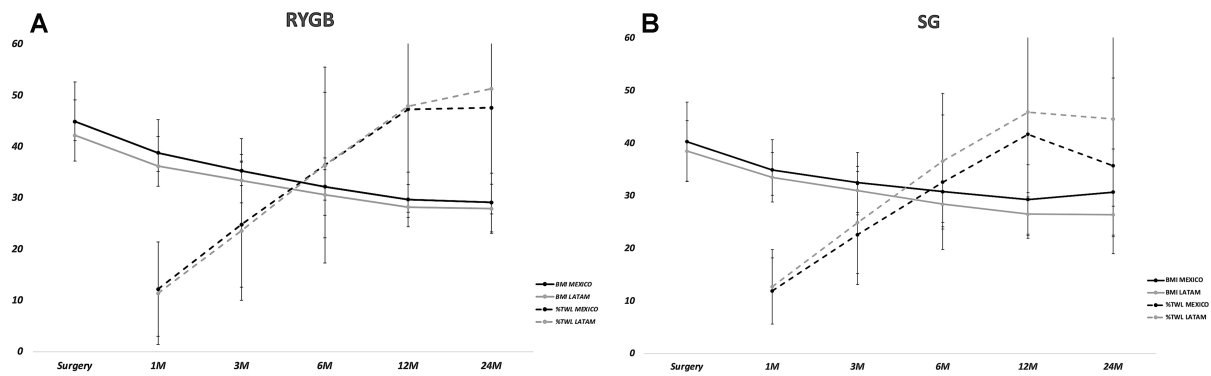 A
RYGB
60
50
40
30
20
10
0
Surgery 1M 3M 6M 12M 24M
BMI MEXICO
BMI LATAM
%TWL MEXICO
%TWL LATAM
B
SG
60
50
40
30
20
10
0
Surgery 1M 3M 6M 12M 24M
BMI MEXICO
BMI LATAM
%TWL MEXICO
%TWL LATAM